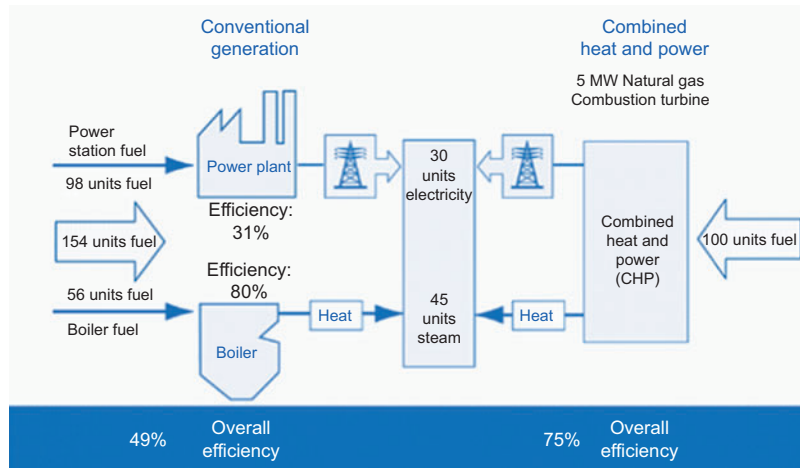 Conventional
generation
Combined
heat and power
5 MW Natural gas
Combustion turbine
Power
station fuel
98 units fuel
Power plant
Efficiency:
31%
154 units fuel
56 units fuel
Boiler fuel
Efficiency:
80%
Boiler
Heat
30
units
electricity
45
units
steam
Heat
Combined
heat and
power
(CHP)
100 units fuel
49%
Overall
efficiency
75%
Overall
efficiency